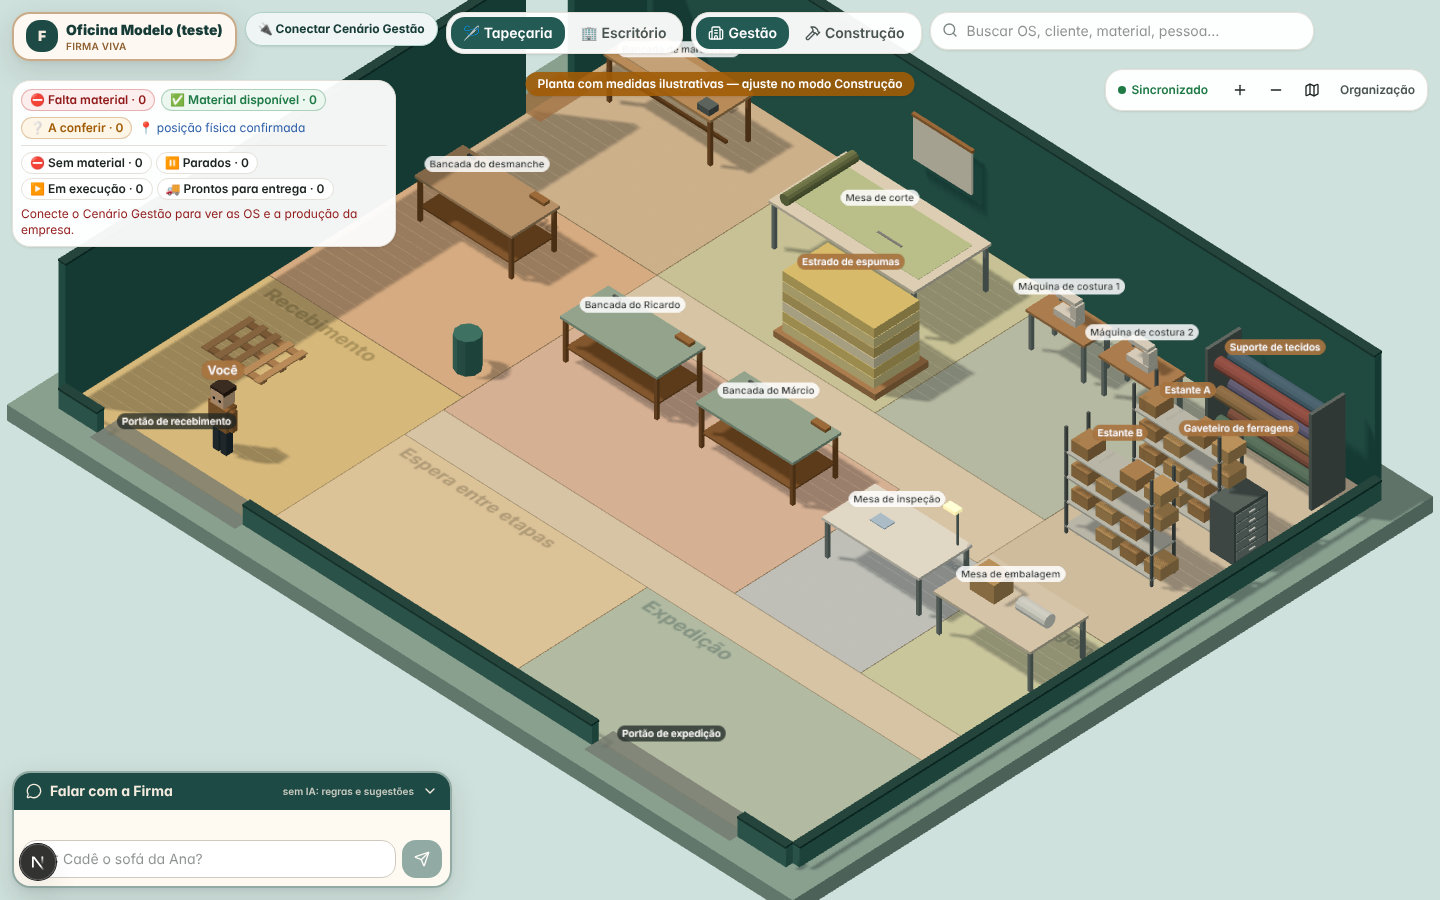 F
Oficina Modelo (teste)
FIRMA VIVA
Conectar Cenário Gestão
Tapeçaria
Escritório
Gestão
Construção
Buscar OS, cliente, material, pessoa...
Planta com medidas ilustrativas — ajuste no modo Construção
Sincronizado
+
−
Organização
Falta material · 0
Material disponível · 0
A conferir · 0
posição física confirmada
Sem material · 0
Parados · 0
Em execução · 0
Prontos para entrega · 0
Conecte o Cenário Gestão para ver as OS e a produção da
empresa.
Bancada do desmanche
Mesa de corte
Estrado de espumas
Máquina de costura 1
Bancada do Ricardo
Máquina de costura 2
Suporte de tecidos
Recebimento
Você
Bancada do Márcio
Estante A
Portão de recebimento
Estante B
Gaveteiro de ferragens
Espera entre etapas
Mesa de inspeção
Mesa de embalagem
Expedição
Portão de expedição
Falar com a Firma
sem IA: regras e sugestões
N
Cadê o sofá da Ana?